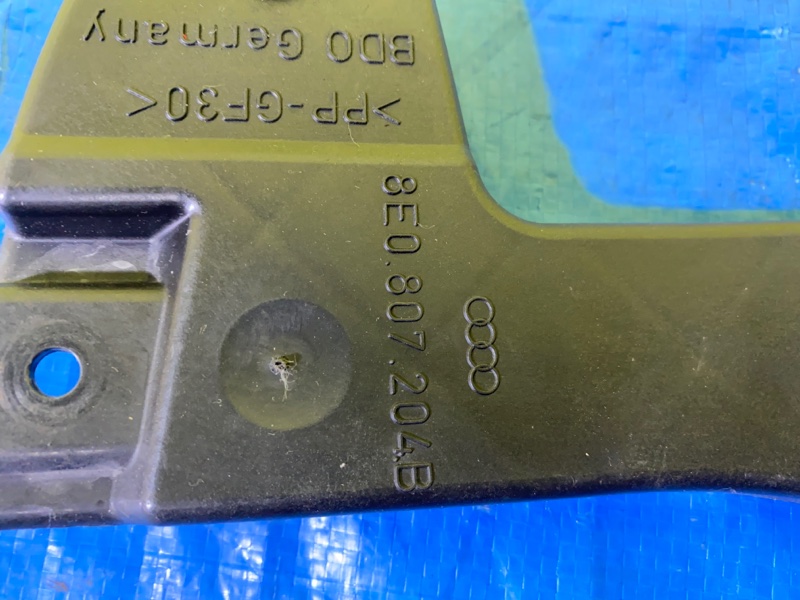 >PP-GF30<
BDO Germany
8E0.807.204B